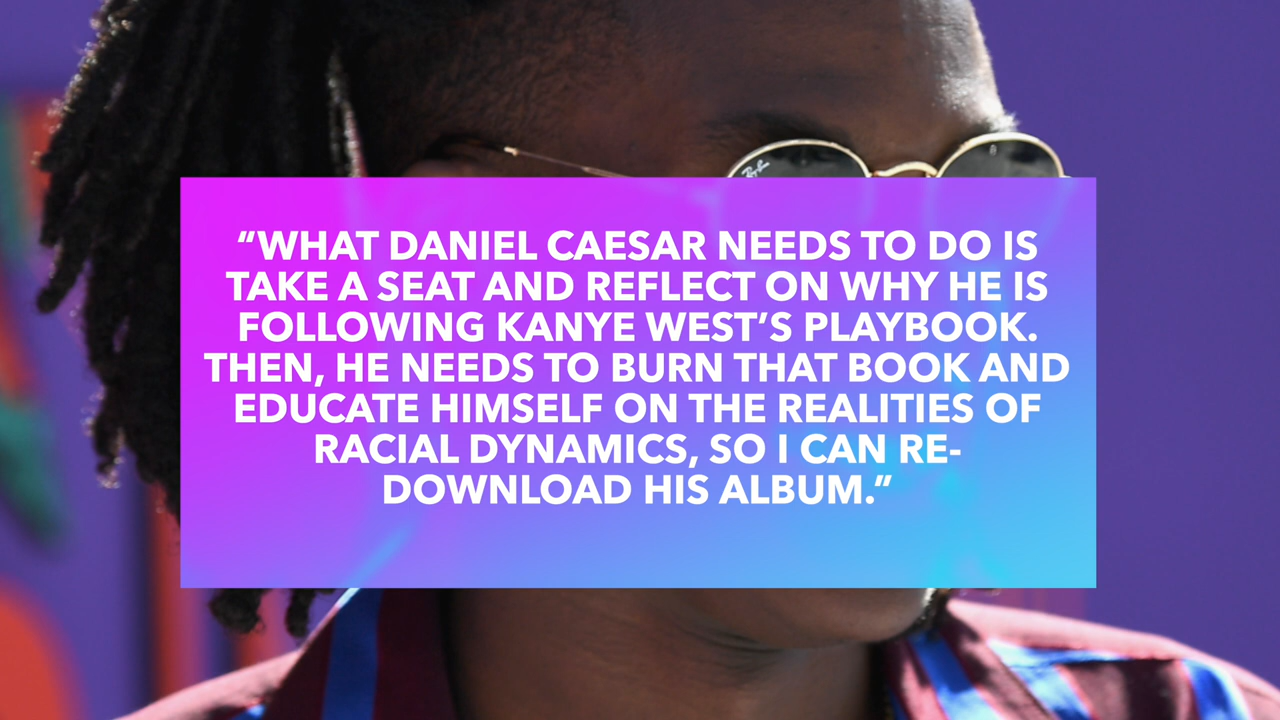 Ray-Ban
“WHAT DANIEL CAESAR NEEDS TO DO IS
TAKE A SEAT AND REFLECT ON WHY HE IS
FOLLOWING KANYE WEST’S PLAYBOOK.
THEN, HE NEEDS TO BURN THAT BOOK AND
EDUCATE HIMSELF ON THE REALITIES OF
RACIAL DYNAMICS, SO I CAN RE-
DOWNLOAD HIS ALBUM.”